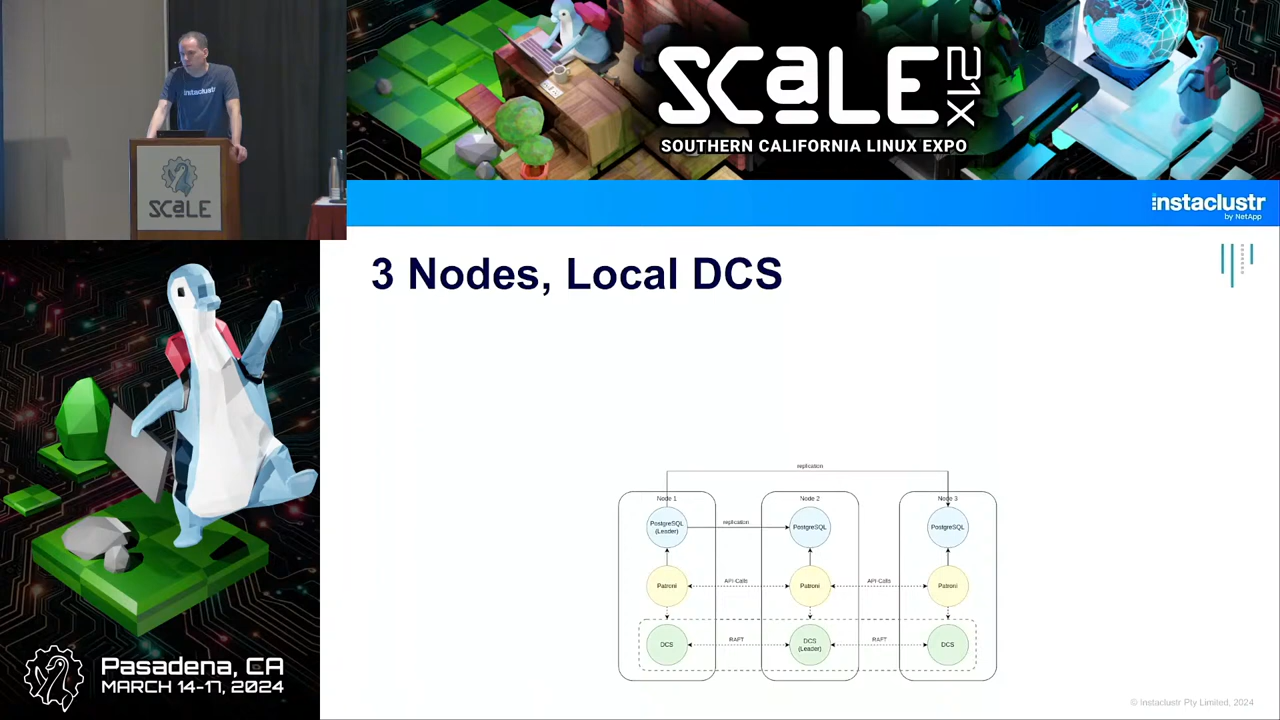 instaclustr
SCaLE
SCaLE 21X
SOUTHERN CALIFORNIA LINUX EXPO
instaclustr
by NetApp
3 Nodes, Local DCS
replication
Node 1
Node 2
Node 3
PostgreSQL
(Leader)
replication
PostgreSQL
PostgreSQL
Patroni
API Calls
Patroni
API Calls
Patroni
DCS
RAFT
DCS
(Leader)
RAFT
DCS
Pasadena, CA
MARCH 14-17, 2024
© Instaclustr Pty Limited, 2024